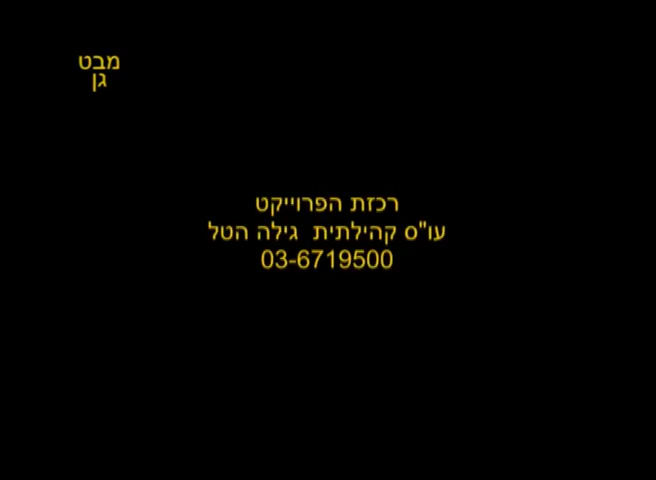 מבט
גן
רכזת הפרוייקט
עו"ס קהילתית גילה הטל
03-6719500